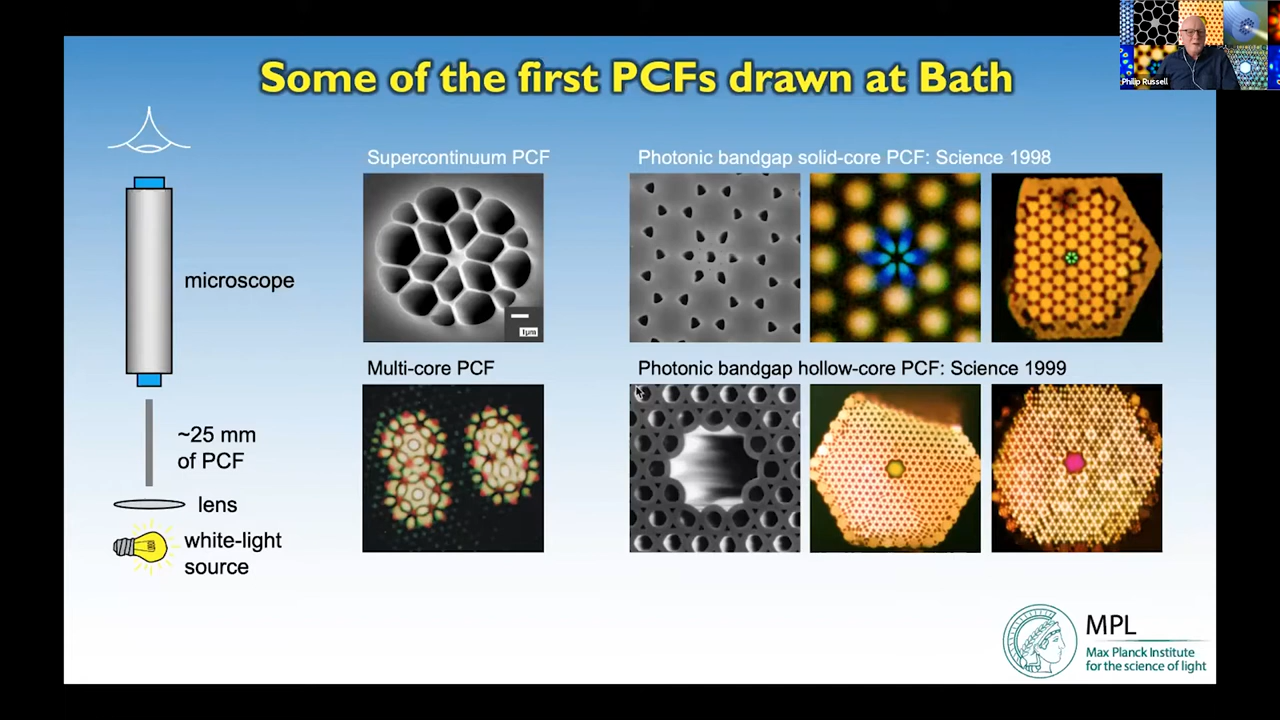 Some of the first PCFs drawn at Bath
Philip Russell
microscope
~25 mm
of PCF
lens
white-light
source
Supercontinuum PCF
1μm
Multi-core PCF
Photonic bandgap solid-core PCF: Science 1998
Photonic bandgap hollow-core PCF: Science 1999
MPL
Max Planck Institute
for the science of light